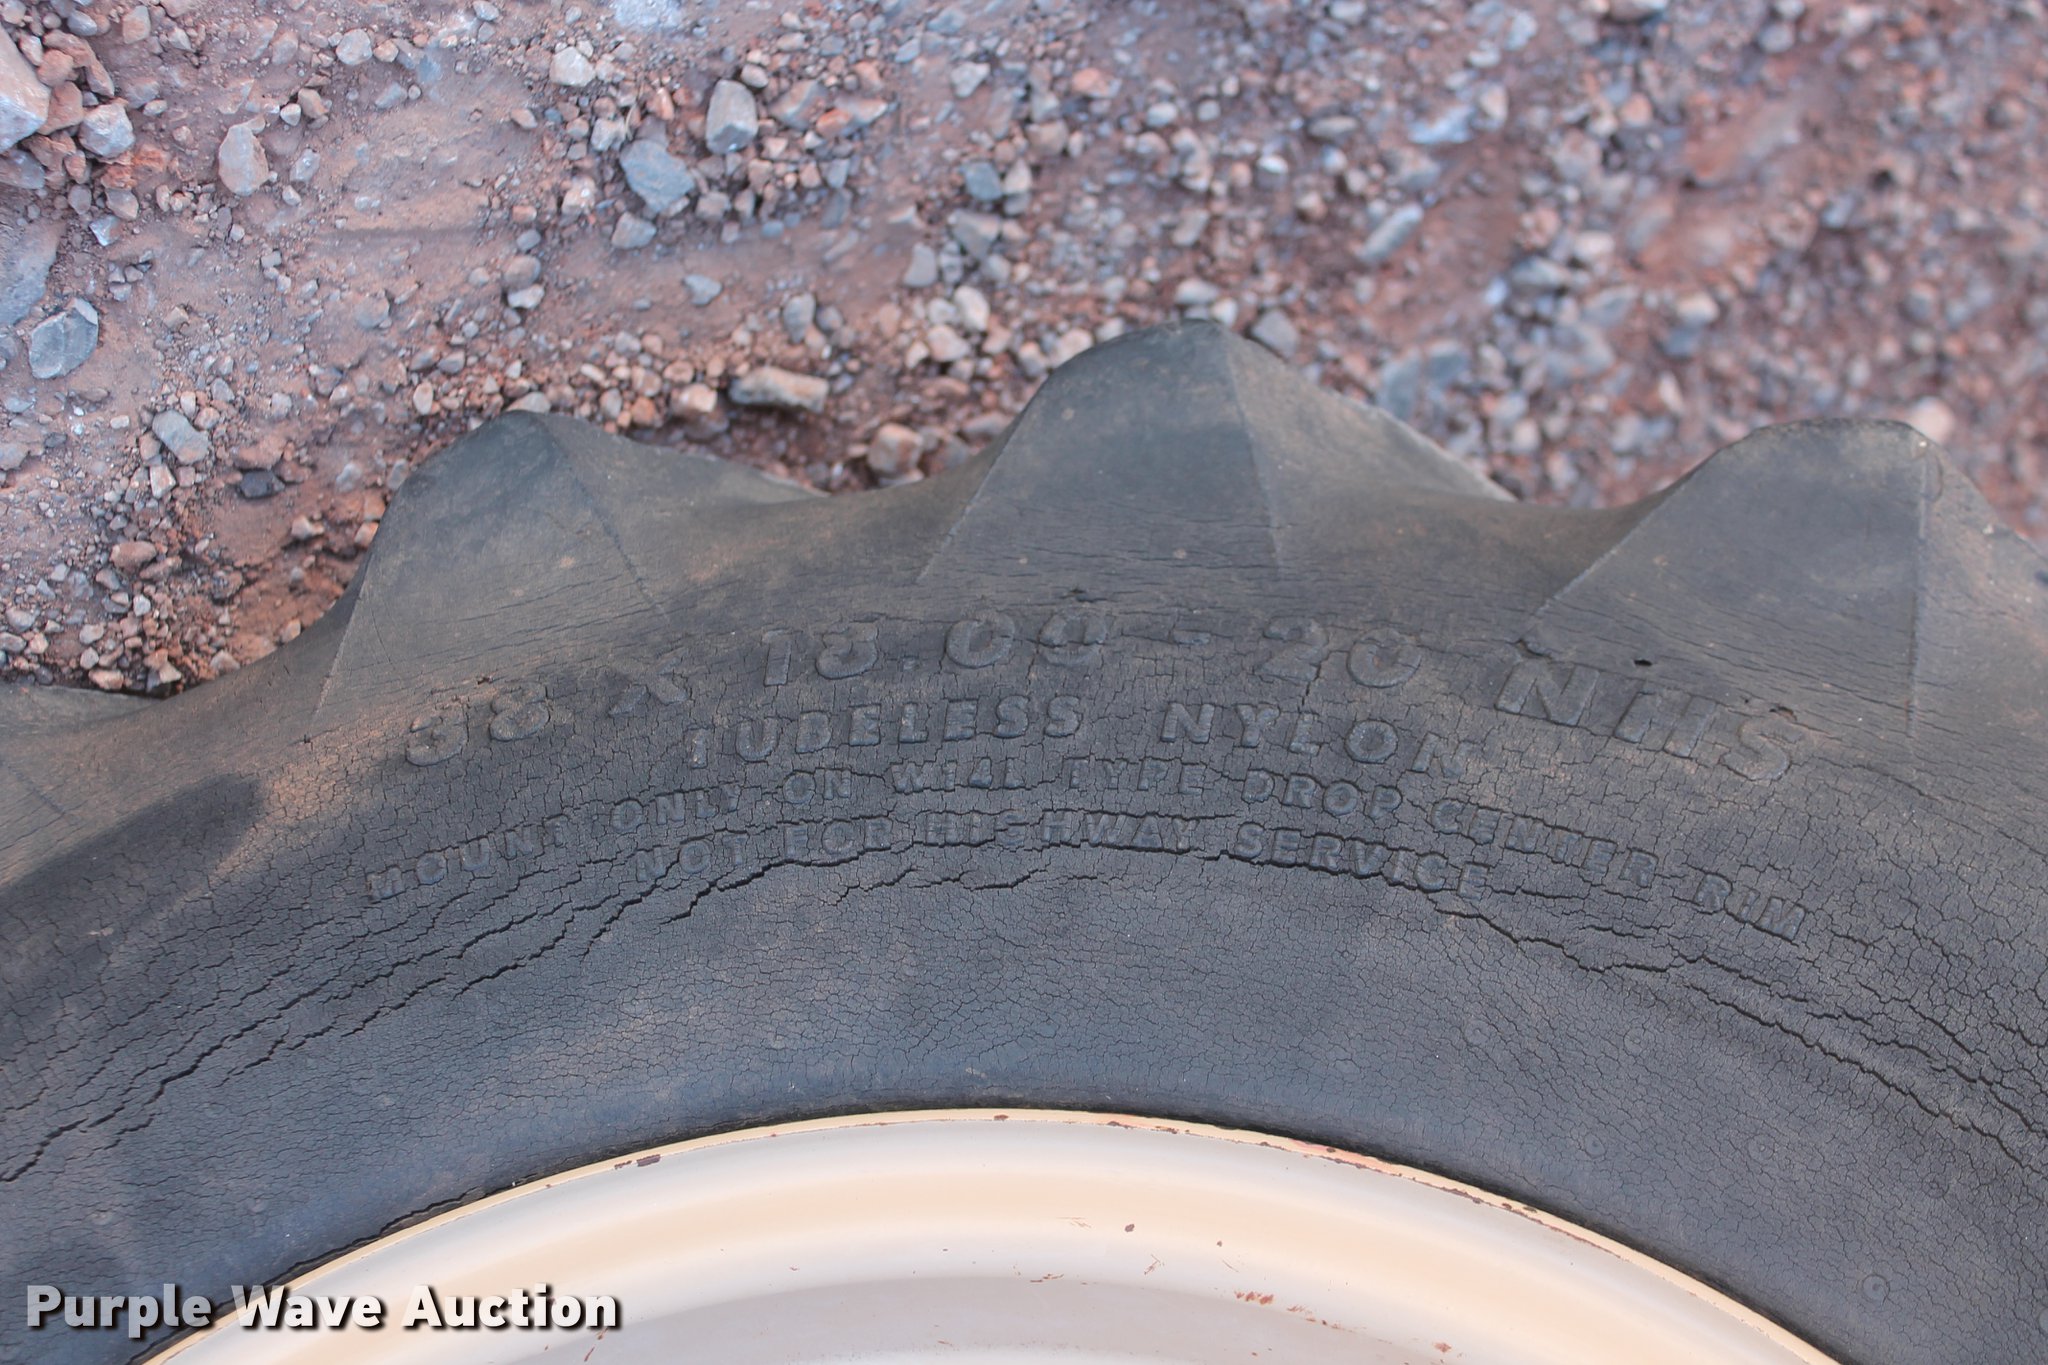 38 X 18.00 - 20 NHS
TUBELESS NYLON
MOUNT ONLY ON W14L TYPE DROP CENTER RIM
NOT FOR HIGHWAY SERVICE
Purple Wave Auction